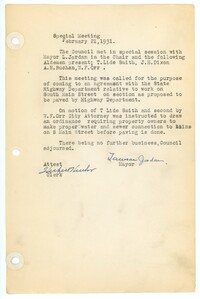 Special Meeting
February 21, 1931.
The Council met in special session with
Mayor L.Jordan in the Chair and the following
Aldermen present; T.Lide Smith, J.H.Dixon
A.M.Bunham, W.F.Orr .
This meeting was called for the purpose
of coming to an agreement with the State
Highway Department relative to work on
South Main Street on section as proposed to
be paved by Highway Department.
On motion of T Lide Smith and second by
W.F.Orr City Attorney was instructed to draw
an ordinance requiring property owners to
make proper water and sewer connection to
on S Main Street before paving is done.
There being no further business, Council
adjourned.
Attest
Mayor
Clerk